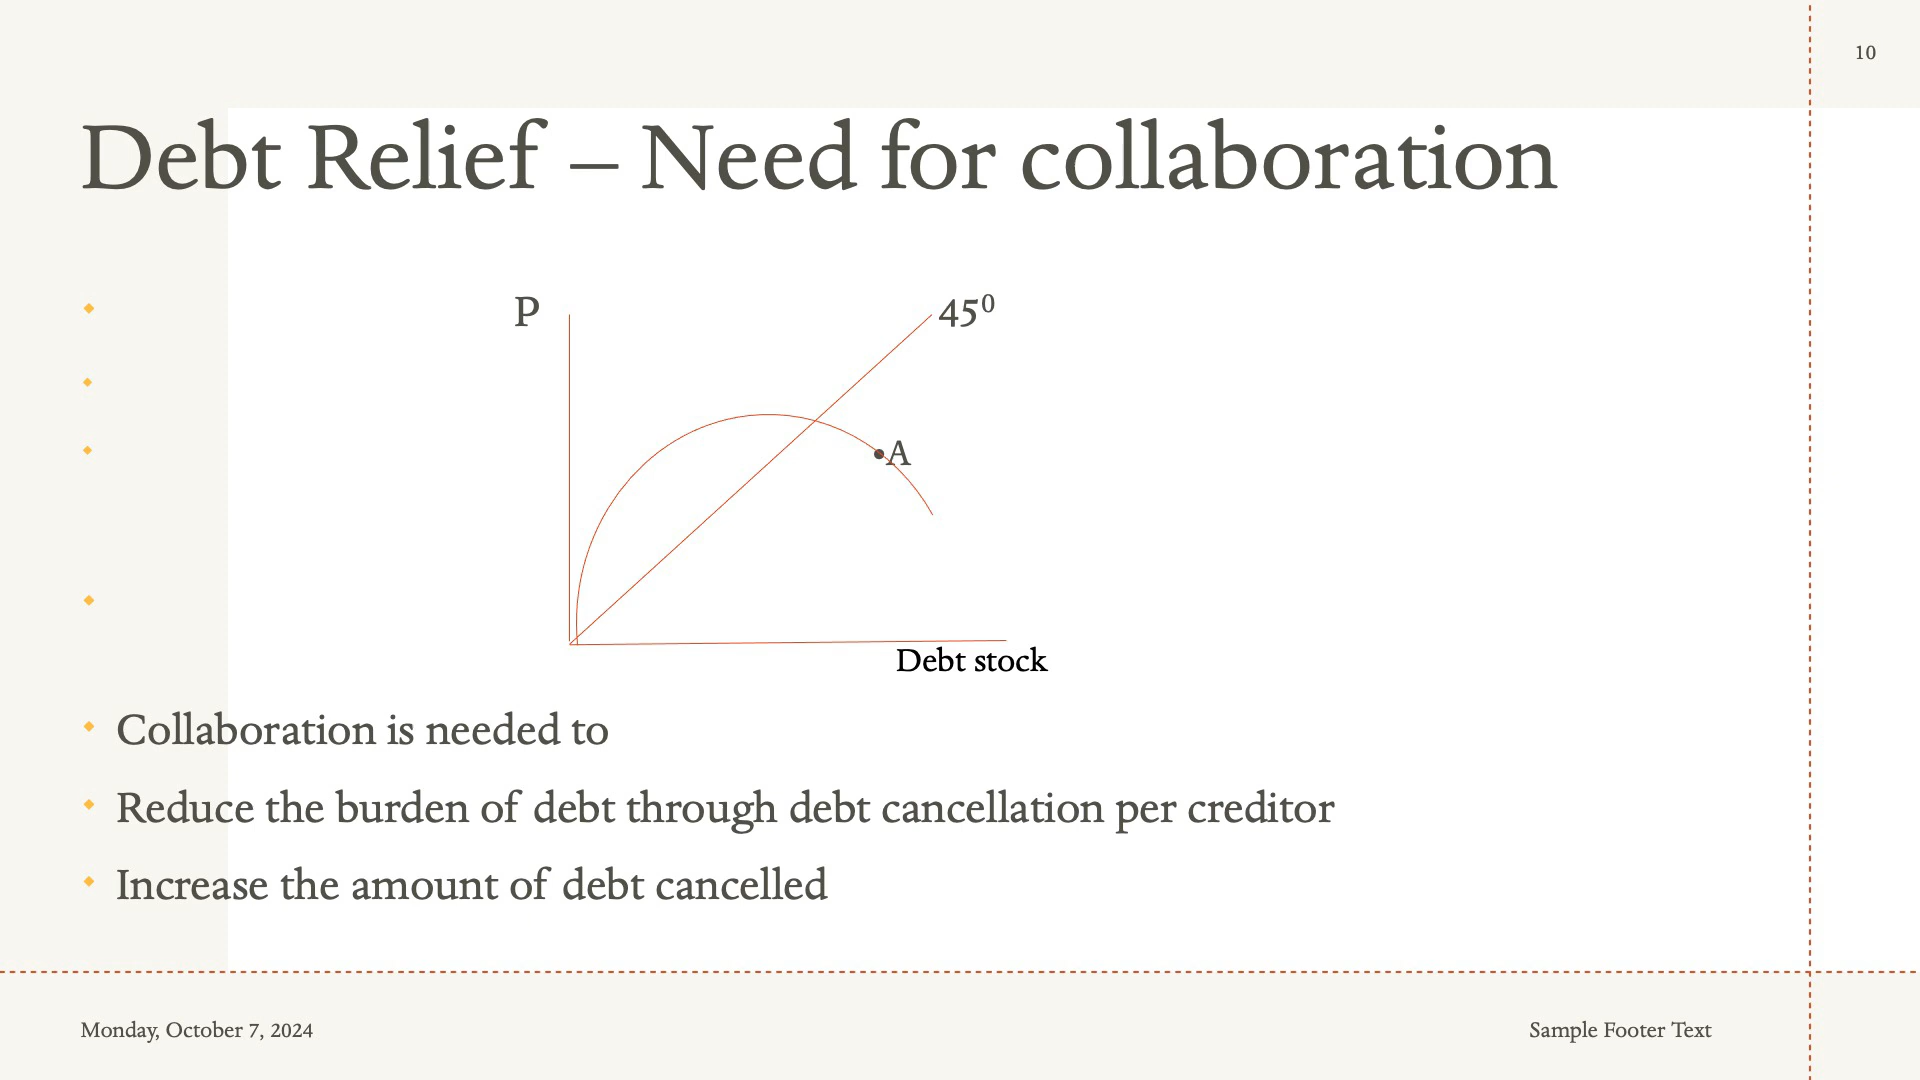 10
Debt Relief – Need for collaboration
P
45⁰
A
Debt stock
Collaboration is needed to
Reduce the burden of debt through debt cancellation per creditor
Increase the amount of debt cancelled
Monday, October 7, 2024
Sample Footer Text